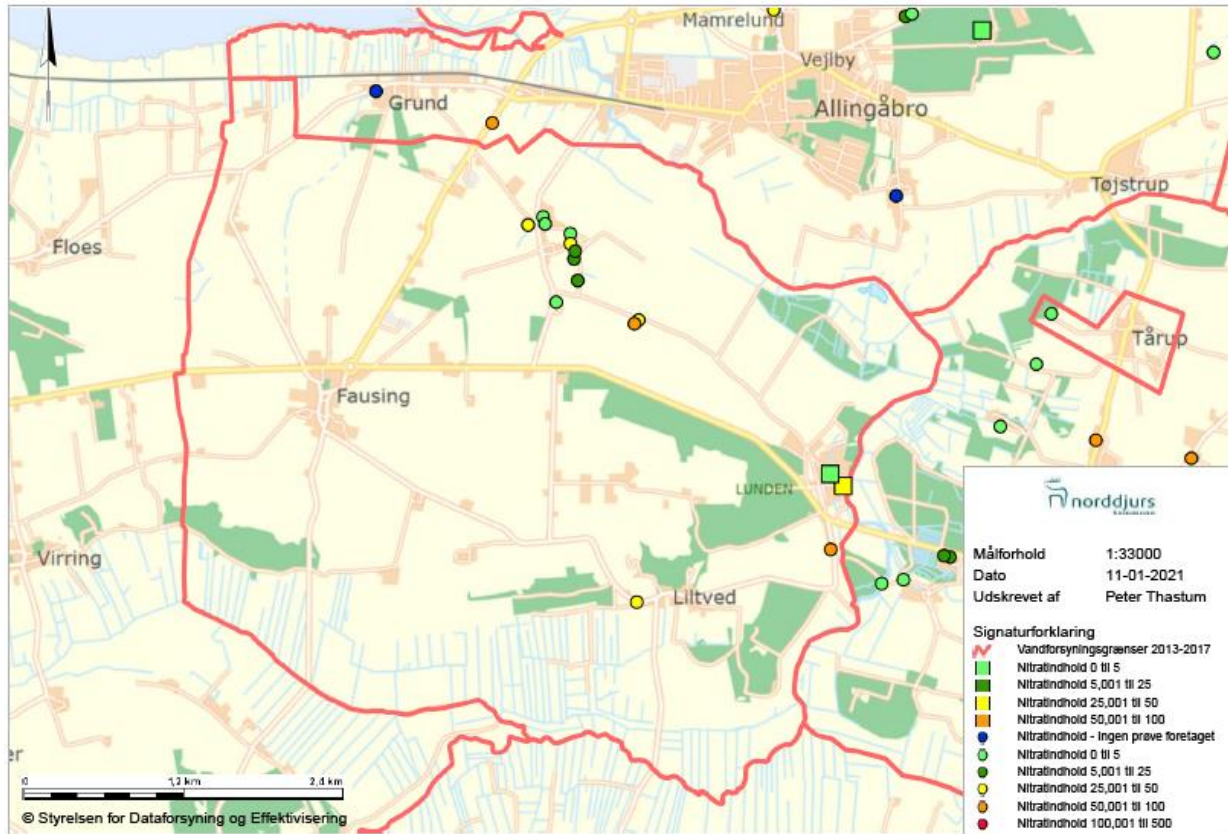 Mamrelund
Vejlby
Allingåbro
Grund
Tøjstrup
Floes
Tårup
Fausing
LUNDEN
Virring
Liltved
er
norddjurs
kommune
Målforhold 1:33000
Dato 11-01-2021
Udskrevet af Peter Thastum
Signaturforklaring
Vandforsyningsgrænser 2013-2017
Nitratindhold 0 til 5
Nitratindhold 5,001 til 25
Nitratindhold 25,001 til 50
Nitratindhold 50,001 til 100
Nitratindhold - Ingen prøve foretaget
Nitratindhold 0 til 5
Nitratindhold 5,001 til 25
Nitratindhold 25,001 til 50
Nitratindhold 50,001 til 100
Nitratindhold 100,001 til 500
0 1,2 km 2,4 km
© Styrelsen for Dataforsyning og Effektivisering